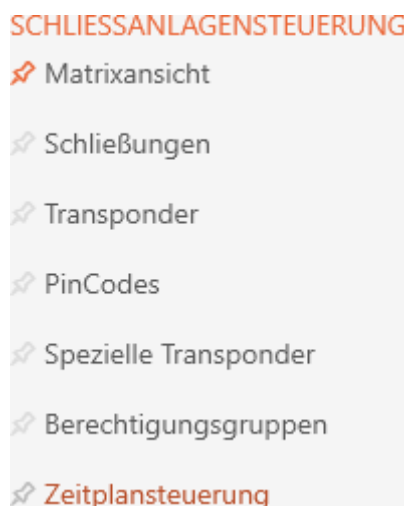 SCHLIESSANLAGENSTEUERUNG
Matrixansicht
Schließungen
Transponder
PinCodes
Spezielle Transponder
Berechtigungsgruppen
Zeitplansteuerung